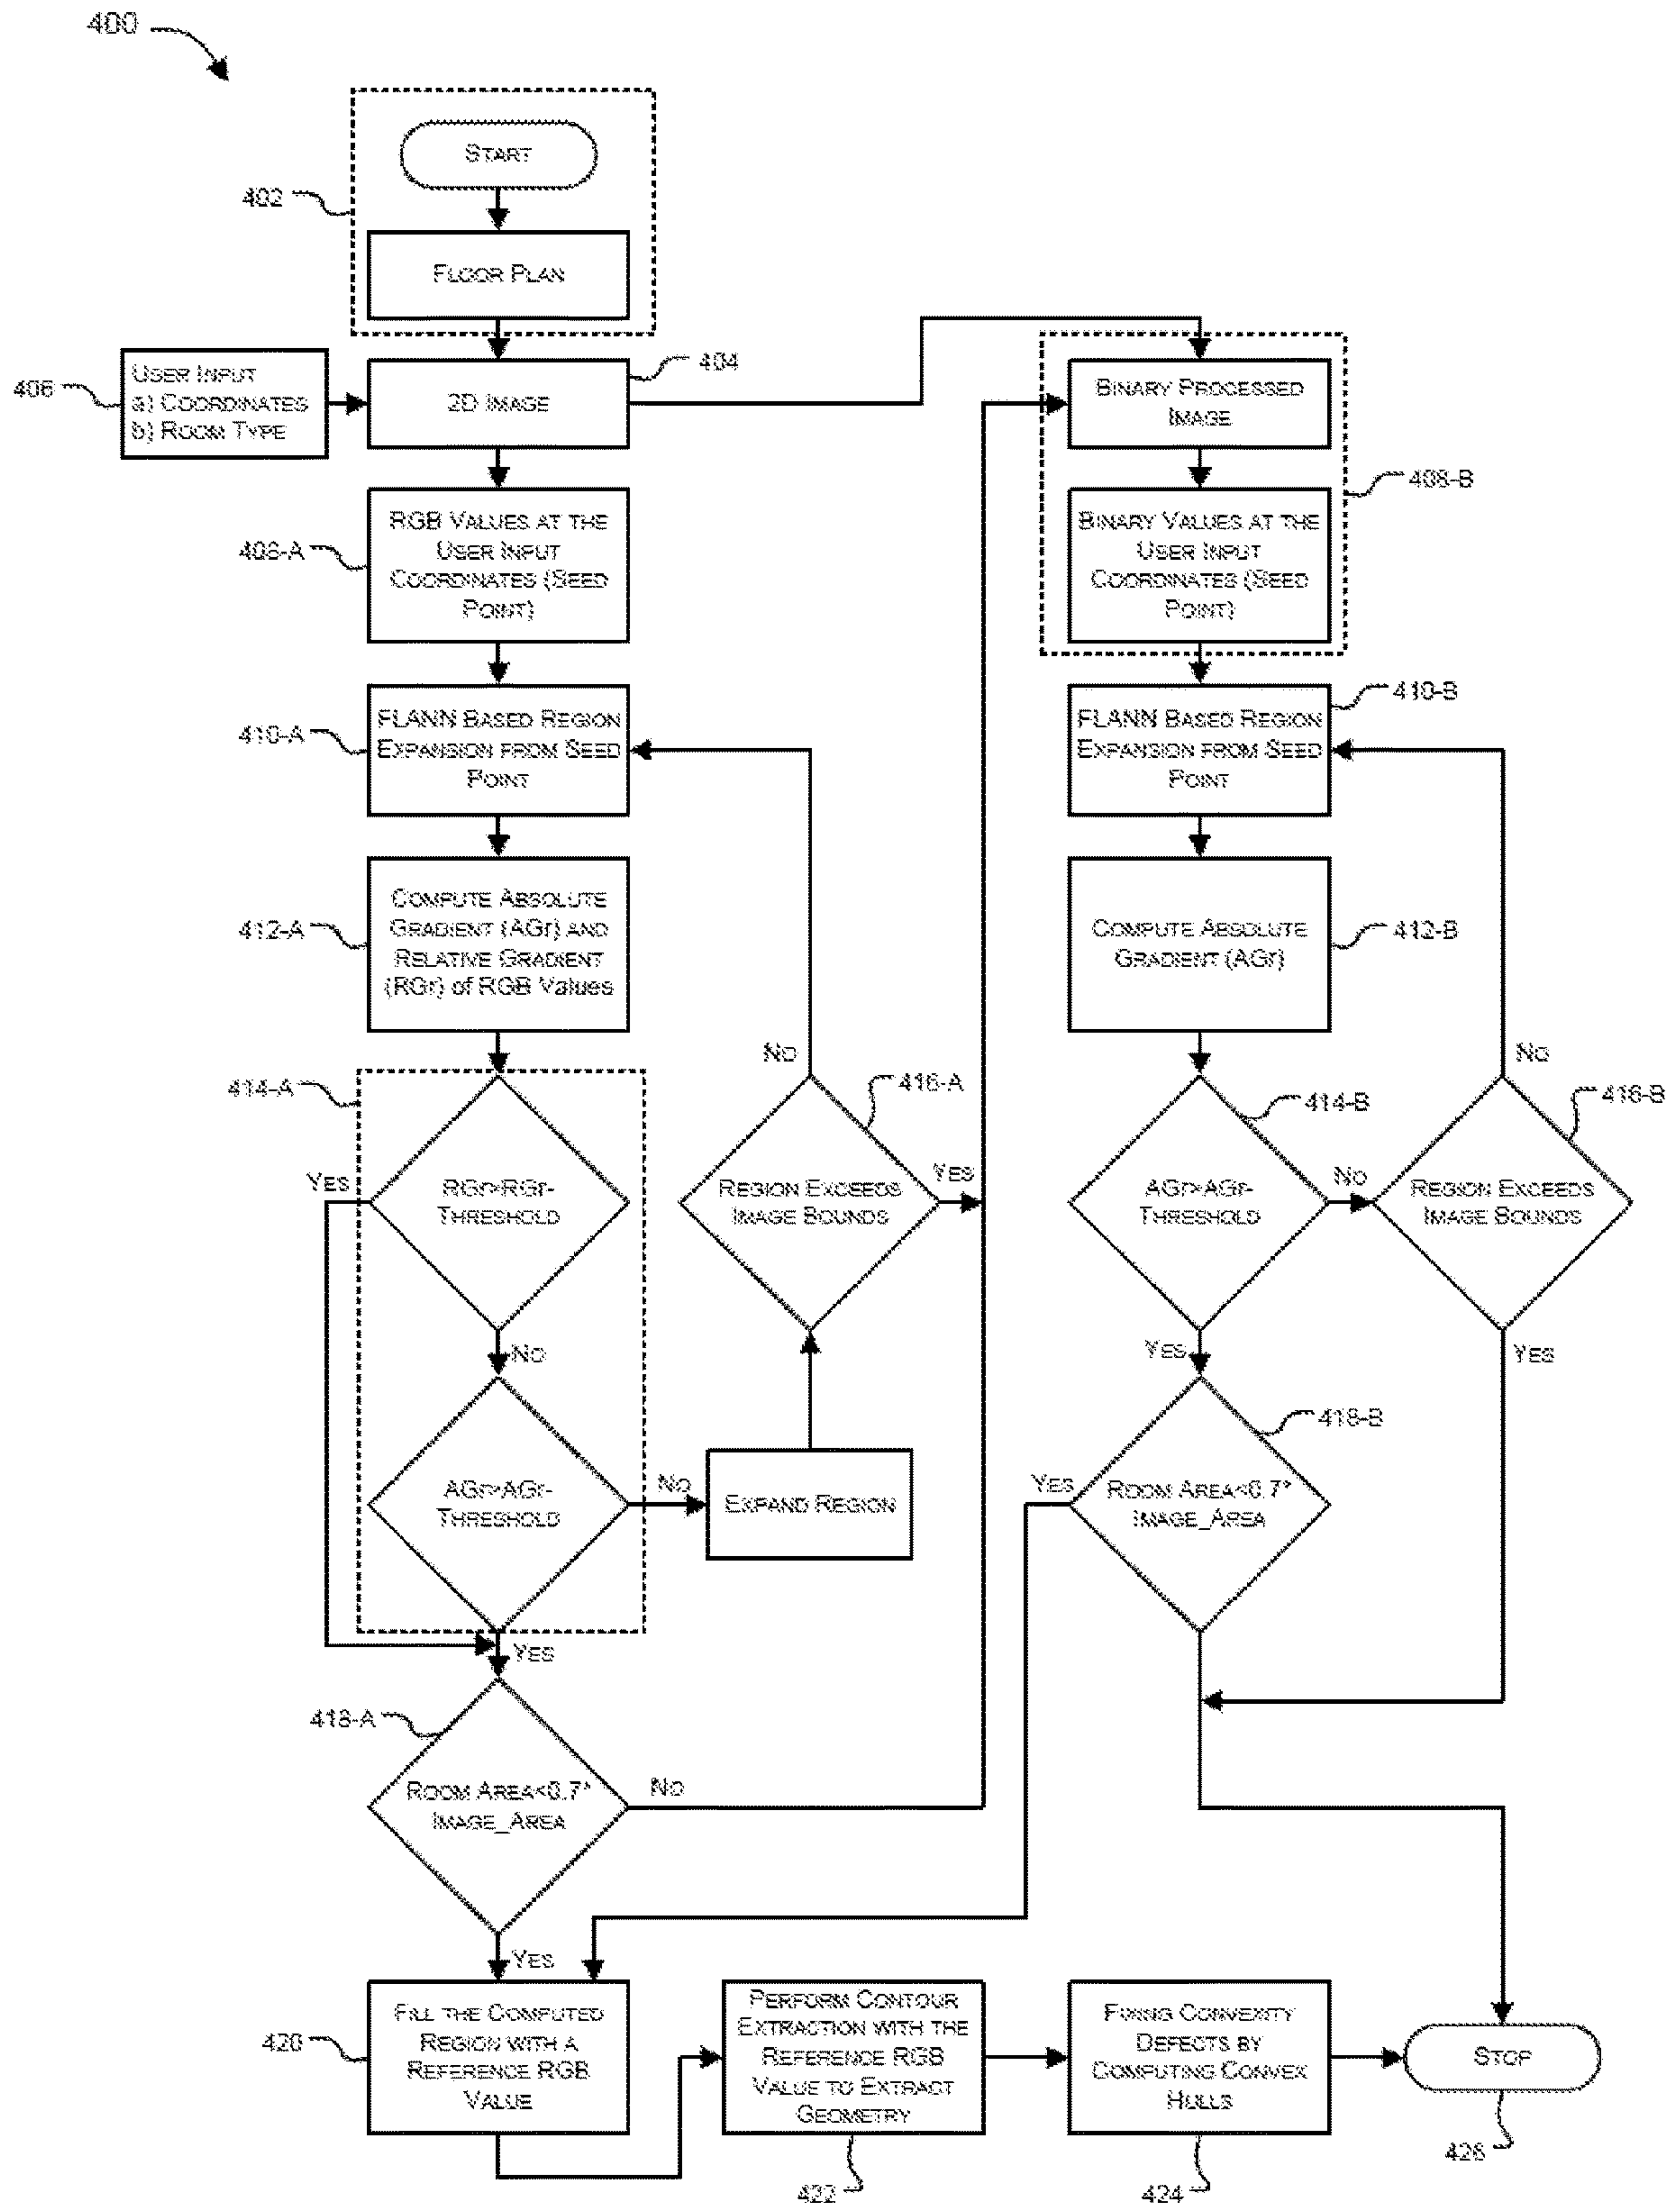 400
START
402
FLOOR PLAN
406
USER INPUT
a) COORDINATES
b) ROOM TYPE
2D IMAGE
404
BINARY PROCESSED
IMAGE
408-B
RGB VALUES AT THE
USER INPUT
COORDINATES (SEED
POINT)
408-A
BINARY VALUES AT THE
USER INPUT
COORDINATES (SEED
POINT)
410-A
FLANN BASED REGION
EXPANSION FROM SEED
POINT
FLANN BASED REGION
EXPANSION FROM SEED
POINT
410-B
412-A
COMPUTE ABSOLUTE
GRADIENT (AGr) AND
RELATIVE GRADIENT
(RGr) of RGB VALUES
COMPUTE ABSOLUTE
GRADIENT (AGr)
412-B
414-A
NO
416-A
414-B
NO
416-B
YES
RGr>RGr-
THRESHOLD
REGION EXCEEDS
IMAGE BOUNDS
YES
AGr>AGr-
THRESHOLD
NO
REGION EXCEEDS
IMAGE BOUNDS
NO
YES
YES
AGr>AGr-
THRESHOLD
NO
EXPAND REGION
YES
ROOM AREA<0.7*
IMAGE_AREA
418-B
YES
418-A
ROOM AREA<0.7*
IMAGE_AREA
NO
YES
420
FILL THE COMPUTED
REGION WITH A
REFERENCE RGB
VALUE
PERFORM CONTOUR
EXTRACTION WITH THE
REFERENCE RGB
VALUE TO EXTRACT
GEOMETRY
FIXING CONVEXITY
DEFECTS BY
COMPUTING CONVEX
HULLS
STOP
422
424
426